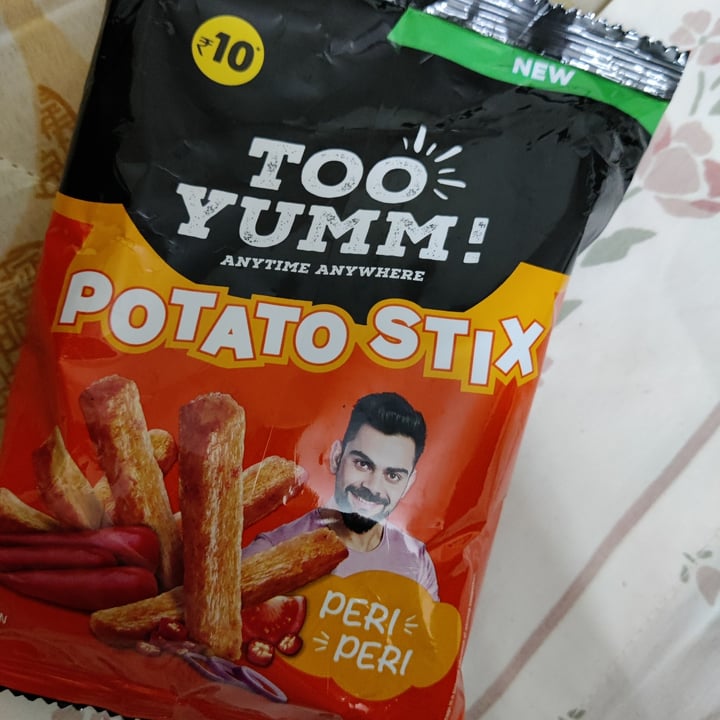 ₹10*
NEW
TOO
YUMM!
ANYTIME ANYWHERE
POTATO STIX
PERI
PERI